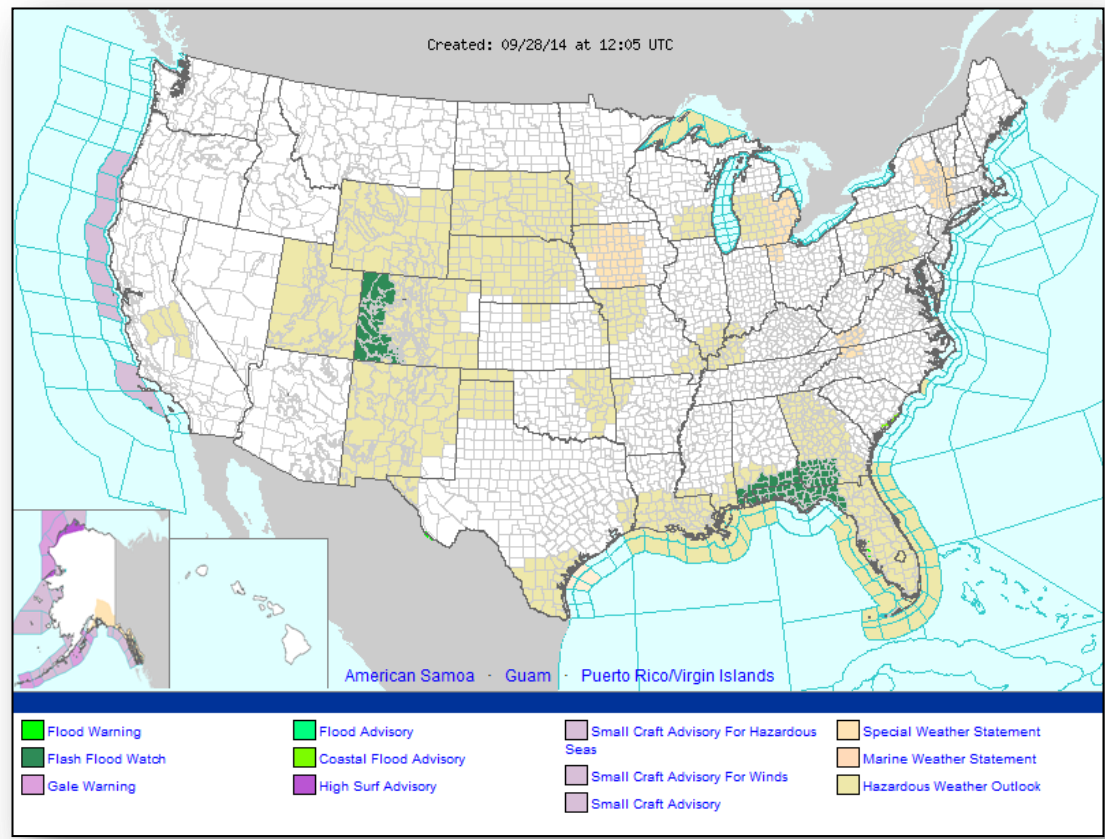 Created: 09/28/14 at 12:05 UTC
American Samoa - Guam - Puerto Rico/Virgin Islands
Flood Warning
Flash Flood Watch
Gale Warning
Flood Advisory
Coastal Flood Advisory
High Surf Advisory
Small Craft Advisory For Hazardous
Seas
Small Craft Advisory For Winds
Small Craft Advisory
Special Weather Statement
Marine Weather Statement
Hazardous Weather Outlook